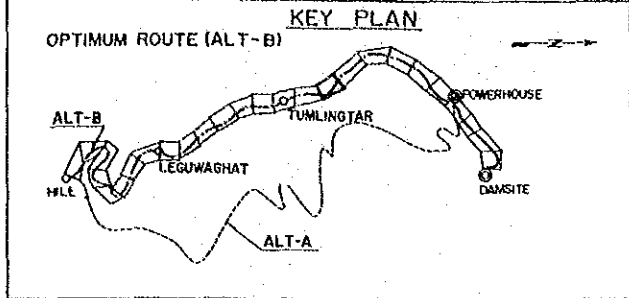 KEY PLAN
OPTIMUM ROUTE (ALT-B)
Z
POWERHOUSE
TUMLINGTAR
ALT-B
LEGUWAGHAT
HILE
DAMSITE
ALT-A